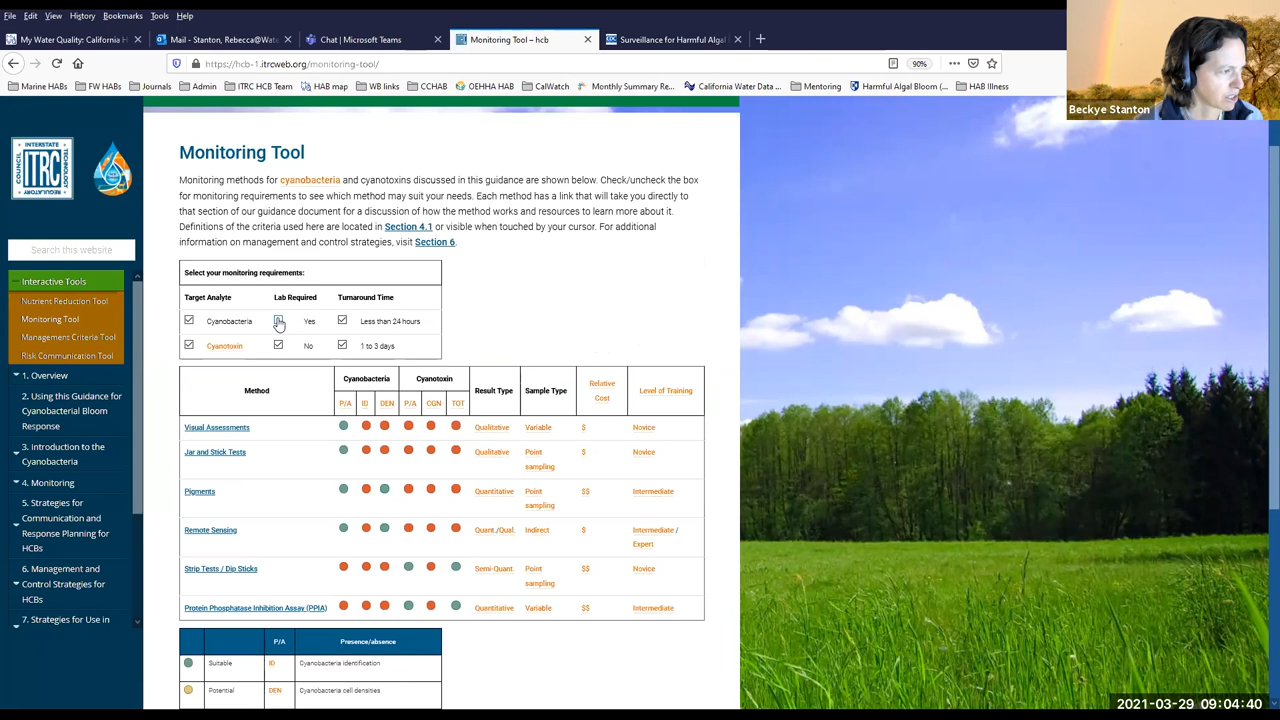 File Edit View History Bookmarks Tools Help
My Water Quality: California H
Mail - Stanton, Rebecca@Wate
Chat | Microsoft Teams
Monitoring Tool – hcb
Surveillance for Harmful Algal
https://hcb-1.itrcweb.org/monitoring-tool/
90%
Marine HABs FW HABs Journals Admin ITRC HCB Team HAB map WB links CCHAB OEHHA HAB CalWatch Monthly Summary Re... California Water Data Mentoring Harmful Algal Bloom (... HAB Illness
Beckye Stanton
INTERSTATE
COUNCIL
ITRC
TECHNOLOGY
REGULATORY
Search this website
Interactive Tools
Nutrient Reduction Tool
Monitoring Tool
Management Criteria Tool
Risk Communication Tool
1. Overview
2. Using this Guidance for
Cyanobacterial Bloom
Response
3. Introduction to the
Cyanobacteria
4. Monitoring
5. Strategies for
Communication and
Response Planning for
HCBs
6. Management and
Control Strategies for
HCBs
7. Strategies for Use in
Monitoring Tool
Monitoring methods for cyanobacteria and cyanotoxins discussed in this guidance are shown below. Check/uncheck the box
for monitoring requirements to see which method may suit your needs. Each method has a link that will take you directly to
that section of our guidance document for a discussion of how the method works and resources to learn more about it.
Definitions of the criteria used here are located in Section 4.1 or visible when touched by your cursor. For additional
information on management and control strategies, visit Section 6.
Select your monitoring requirements:
Target Analyte Lab Required Turnaround Time
Cyanobacteria Yes Less than 24 hours
Cyanotoxin No 1 to 3 days
Method Cyanobacteria Cyanotoxin Result Type Sample Type Relative Cost Level of Training
P/A ID DEN P/A CGN TOT
Visual Assessments Qualitative Variable $ Novice
Jar and Stick Tests Qualitative Point sampling $ Novice
Pigments Quantitative Point sampling $$ Intermediate
Remote Sensing Quant./Qual. Indirect $ Intermediate / Expert
Strip Tests / Dip Sticks Semi-Quant. Point sampling $$ Novice
Protein Phosphatase Inhibition Assay (PPIA) Quantitative Variable $$ Intermediate
P/A Presence/absence
Suitable ID Cyanobacteria identification
Potential DEN Cyanobacteria cell densities
2021-03-29 09:04:40